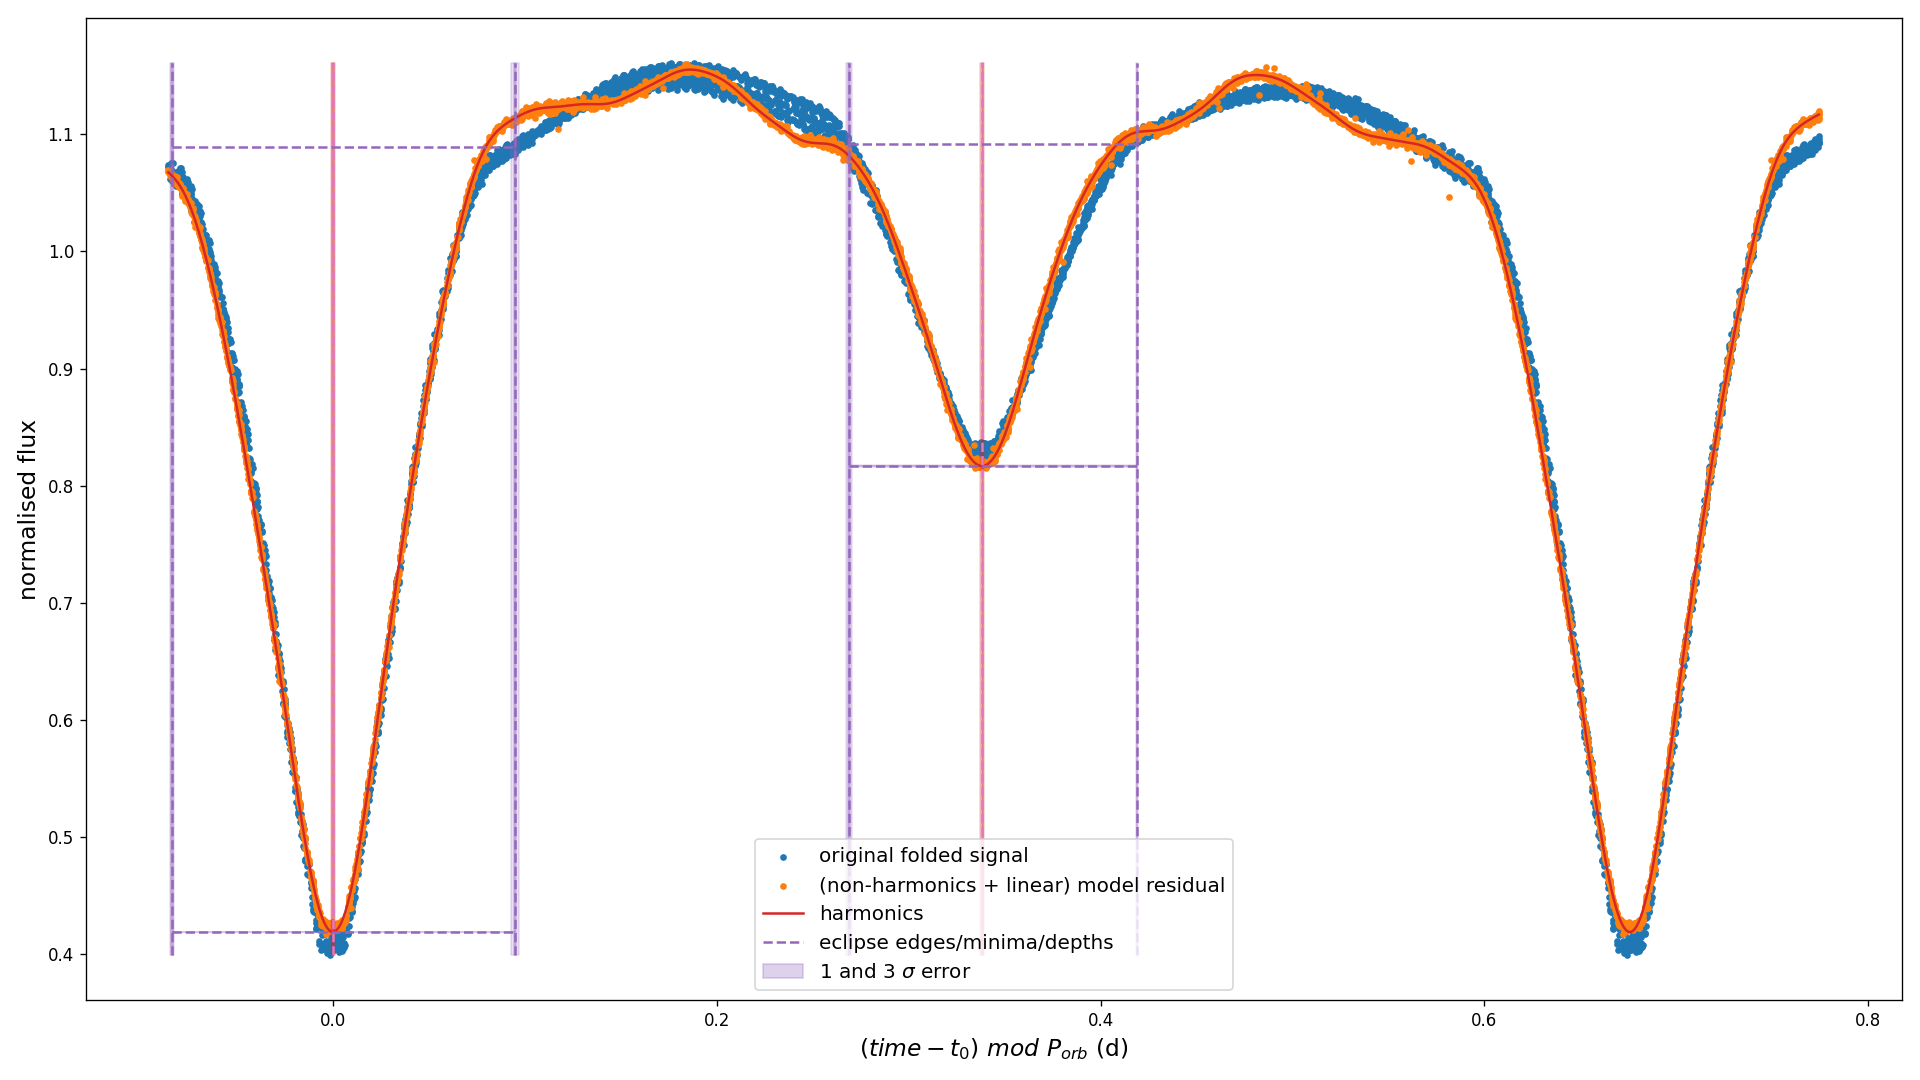 normalised flux
1.1
1.0
0.9
0.8
0.7
0.6
0.5
0.4
original folded signal
(non-harmonics + linear) model residual
harmonics
eclipse edges/minima/depths
1 and 3 σ error
0.0 0.2 0.4 0.6 0.8
(time − t₀) mod Pₒᵣb (d)